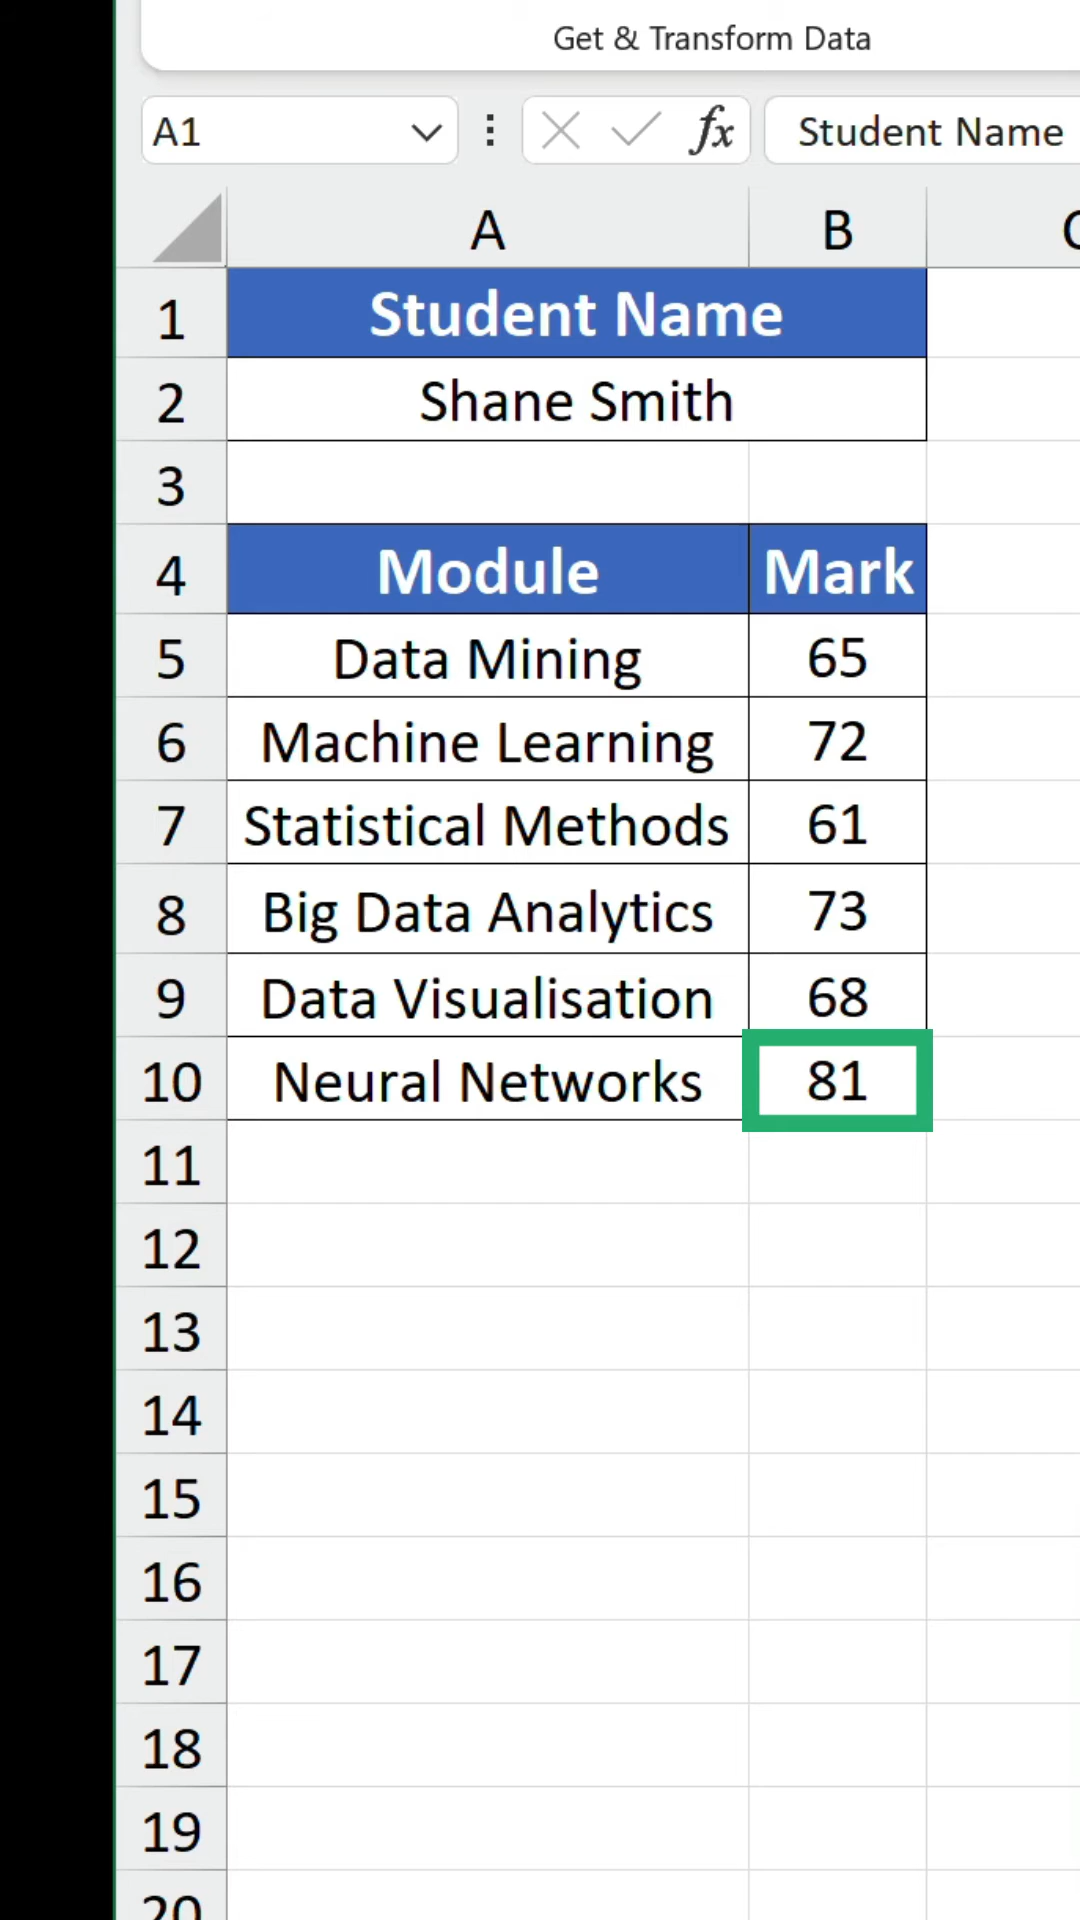 Get & Transform Data
A1 fx Student Name
A B
1 Student Name
2 Shane Smith
3
4 Module Mark
5 Data Mining 65
6 Machine Learning 72
7 Statistical Methods 61
8 Big Data Analytics 73
9 Data Visualisation 68
10 Neural Networks 81
11
12
13
14
15
16
17
18
19
20